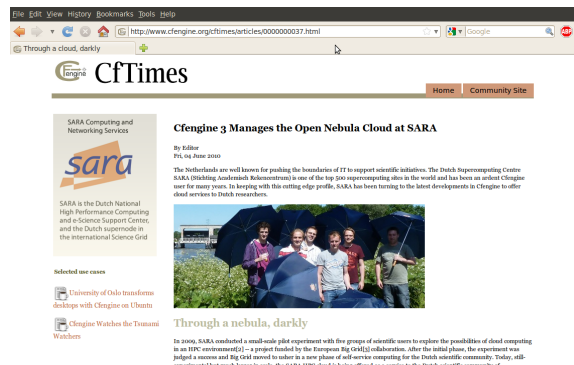 File Edit View History Bookmarks Tools Help
http://www.cfengine.org/cftimes/articles/0000000037.html
Google
ABP
Through a cloud, darkly
Cfengine
CfTimes
Home Community Site
SARA Computing and
Networking Services
sara
SARA is the Dutch National
High Performance Computing
and e-Science Support Center,
and the Dutch supernode in
the international Science Grid
Selected use cases
University of Oslo transforms
desktops with Cfengine on Ubuntu
Cfengine Watches the Tsunami
Watchers
Cfengine 3 Manages the Open Nebula Cloud at SARA
By Editor
Fri, 04 June 2010
The Netherlands are well known for pushing the boundaries of IT to support scientific initiatives. The Dutch Supercomputing Centre
SARA (Stichting Academisch Rekencentrum) is one of the top 500 supercomputing sites in the world and has been an ardent Cfengine
user for many years. In keeping with this cutting edge profile, SARA has been turning to the latest developments in Cfengine to offer
cloud services to Dutch researchers.
Through a nebula, darkly
In 2009, SARA conducted a small-scale pilot experiment with five groups of scientific users to explore the possibilities of cloud computing
in an HPC environment[2] -- a project funded by the European Big Grid[3] collaboration. After the initial phase, the experiment was
judged a success and Big Grid moved to usher in a new phase of self-service computing for the Dutch scientific community. Today, still-